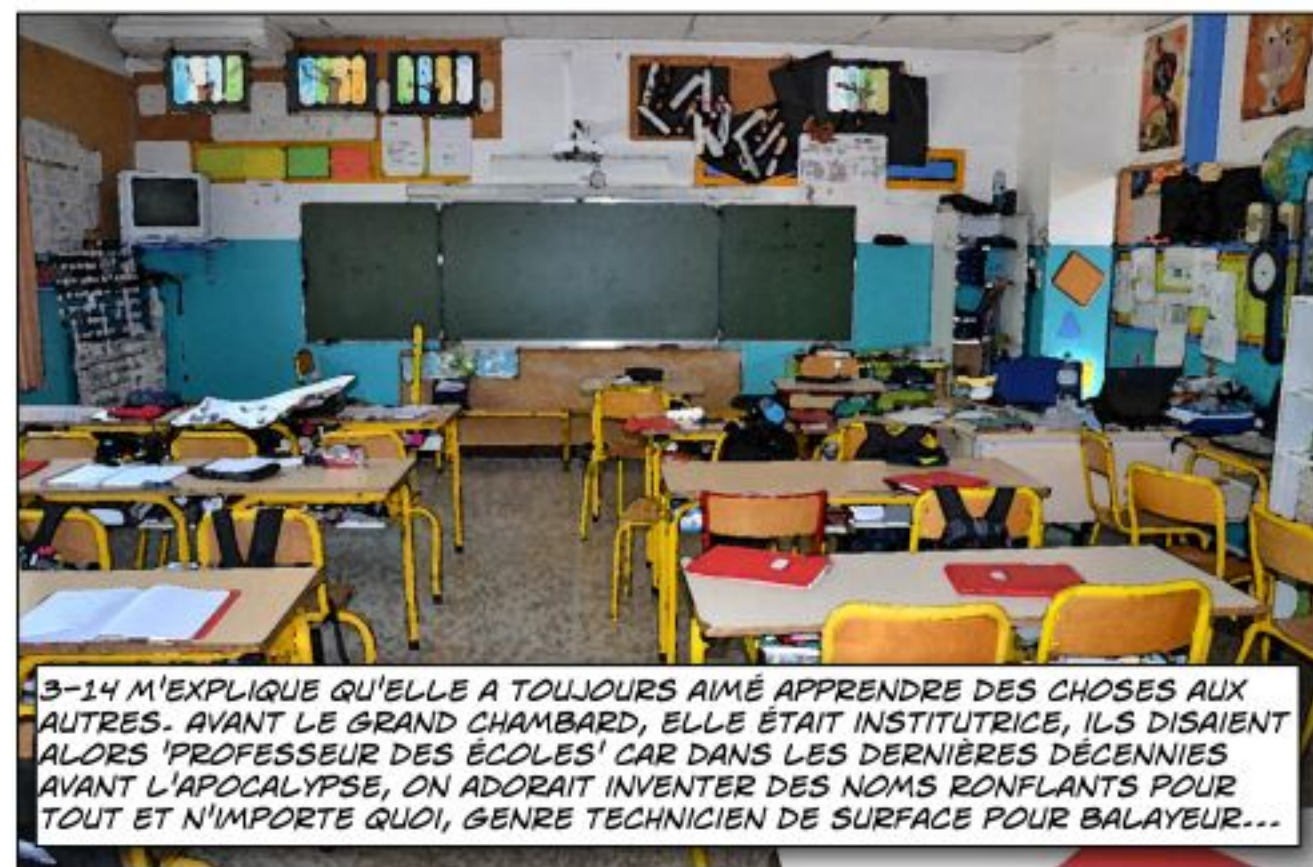 3-14 M'EXPLIQUE QU'ELLE A TOUJOURS AIMÉ APPRENDRE DES CHOSES AUX
AUTRES. AVANT LE GRAND CHAMBARD, ELLE ÉTAIT INSTITUTRICE, ILS DISAIENT
ALORS 'PROFESSEUR DES ÉCOLES' CAR DANS LES DERNIÈRES DÉCENNIES
AVANT L'APOCALYPSE, ON ADORAIT INVENTER DES NOMS RONFLANTS POUR
TOUT ET N'IMPORTE QUOI, GENRE TECHNICIEN DE SURFACE POUR BALAYEUR...